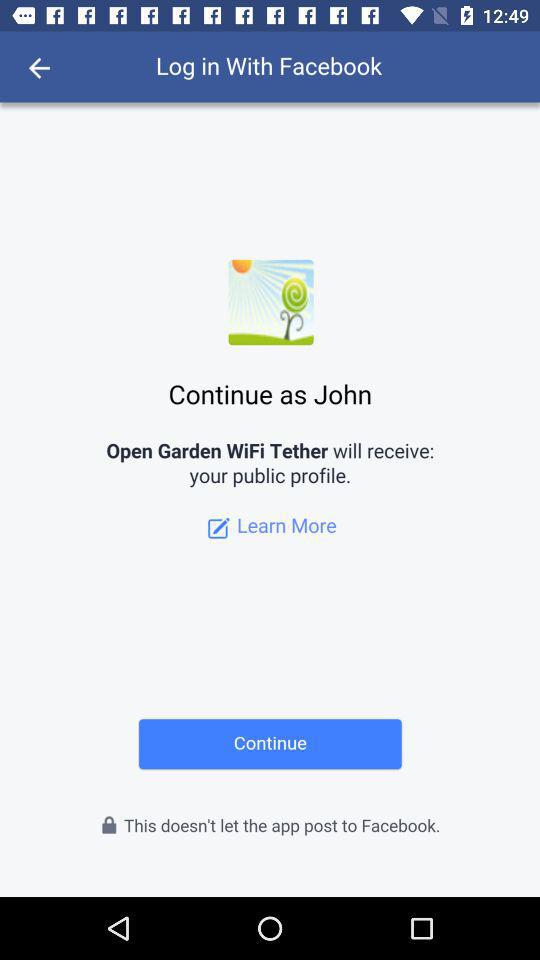 12:49
Log in With Facebook
Continue as John
Open Garden WiFi Tether will receive:
your public profile.
Learn More
Continue
This doesn't let the app post to Facebook.